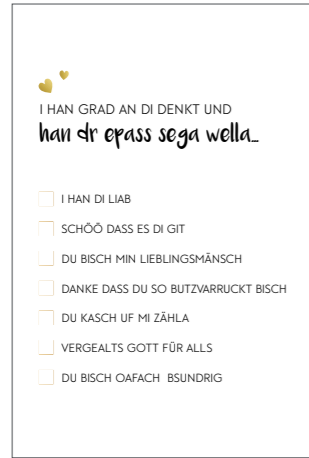 I HAN GRAD AN DI DENKT UND
han dr epass sega wella...
I HAN DI LIAB
SCHÖÖ DASS ES DI GIT
DU BISCH MIN LIEBLINGSMÄNSCH
DANKE DASS DU SO BUTZVARRUCKT BISCH
DU KASCH UF MI ZÄHLA
VERGEALTS GOTT FÜR ALLS
DU BISCH OAFACH BSUNDRIG